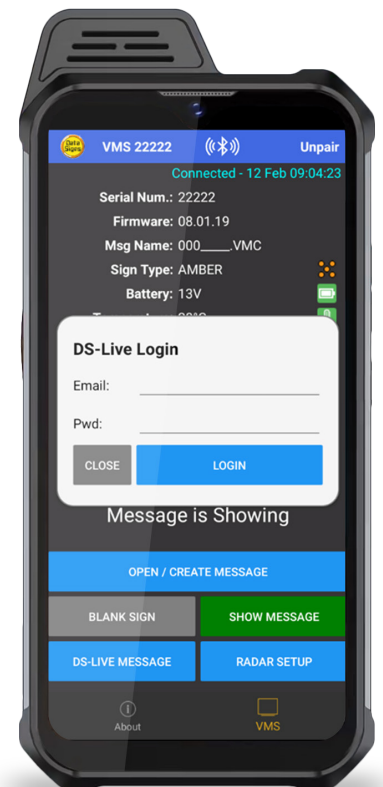 Data
Signs
VMS 22222
Unpair
Connected - 12 Feb 09:04:23
Serial Num.: 22222
Firmware: 08.01.19
Msg Name: 000_____.VMC
Sign Type: AMBER
Battery: 13V
DS-Live Login
Email:
Pwd:
CLOSE
LOGIN
Message is Showing
OPEN / CREATE MESSAGE
BLANK SIGN
SHOW MESSAGE
DS-LIVE MESSAGE
RADAR SETUP
About
VMS